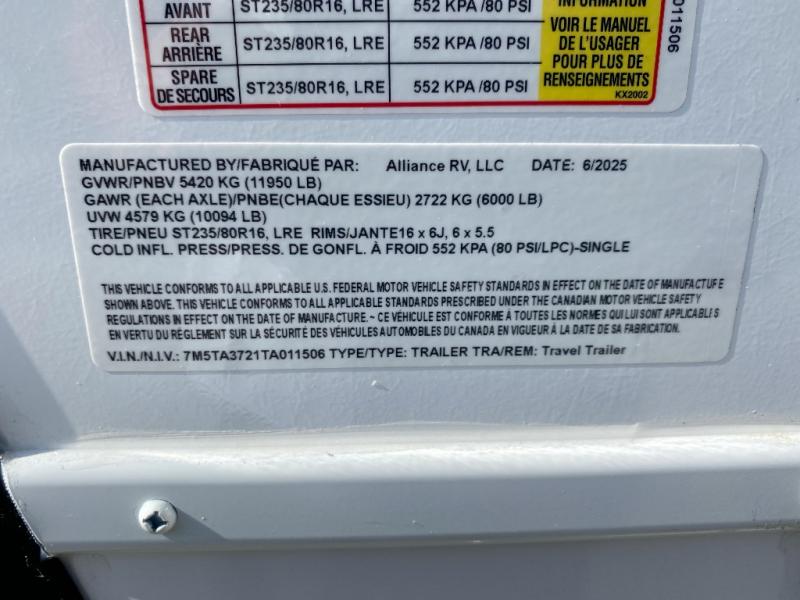 AVANT ST235/80R16, LRE 552 KPA /80 PSI INFORMATION
REAR
ARRIÈRE ST235/80R16, LRE 552 KPA /80 PSI
SPARE
DE SECOURS ST235/80R16, LRE 552 KPA /80 PSI
VOIR LE MANUEL
DE L'USAGER
POUR PLUS DE
RENSEIGNEMENTS
KX2002
011506
MANUFACTURED BY/FABRIQUÉ PAR: Alliance RV, LLC DATE: 6/2025
GVWR/PNBV 5420 KG (11950 LB)
GAWR (EACH AXLE)/PNBE(CHAQUE ESSIEU) 2722 KG (6000 LB)
UVW 4579 KG (10094 LB)
TIRE/PNEU ST235/80R16, LRE RIMS/JANTE16 x 6J, 6 x 5.5
COLD INFL. PRESS/PRESS. DE GONFL. À FROID 552 KPA (80 PSI/LPC)-SINGLE
THIS VEHICLE CONFORMS TO ALL APPLICABLE U.S. FEDERAL MOTOR VEHICLE SAFETY STANDARDS IN EFFECT ON THE DATE OF MANUFACTURE
SHOWN ABOVE. THIS VEHICLE CONFORMS TO ALL APPLICABLE STANDARDS PRESCRIBED UNDER THE CANADIAN MOTOR VEHICLE SAFETY
REGULATIONS IN EFFECT ON THE DATE OF MANUFACTURE.~ CE VÉHICULE EST CONFORME À TOUTES LES NORMES QUI LUI SONT APPLICABLES
EN VERTU DU RÈGLEMENT SUR LA SÉCURITÉ DES VÉHICULES AUTOMOBILES DU CANADA EN VIGUEUR À LA DATE DE SA FABRICATION.
V.I.N./N.I.V.: 7M5TA3721TA011506 TYPE/TYPE: TRAILER TRA/REM: Travel Trailer